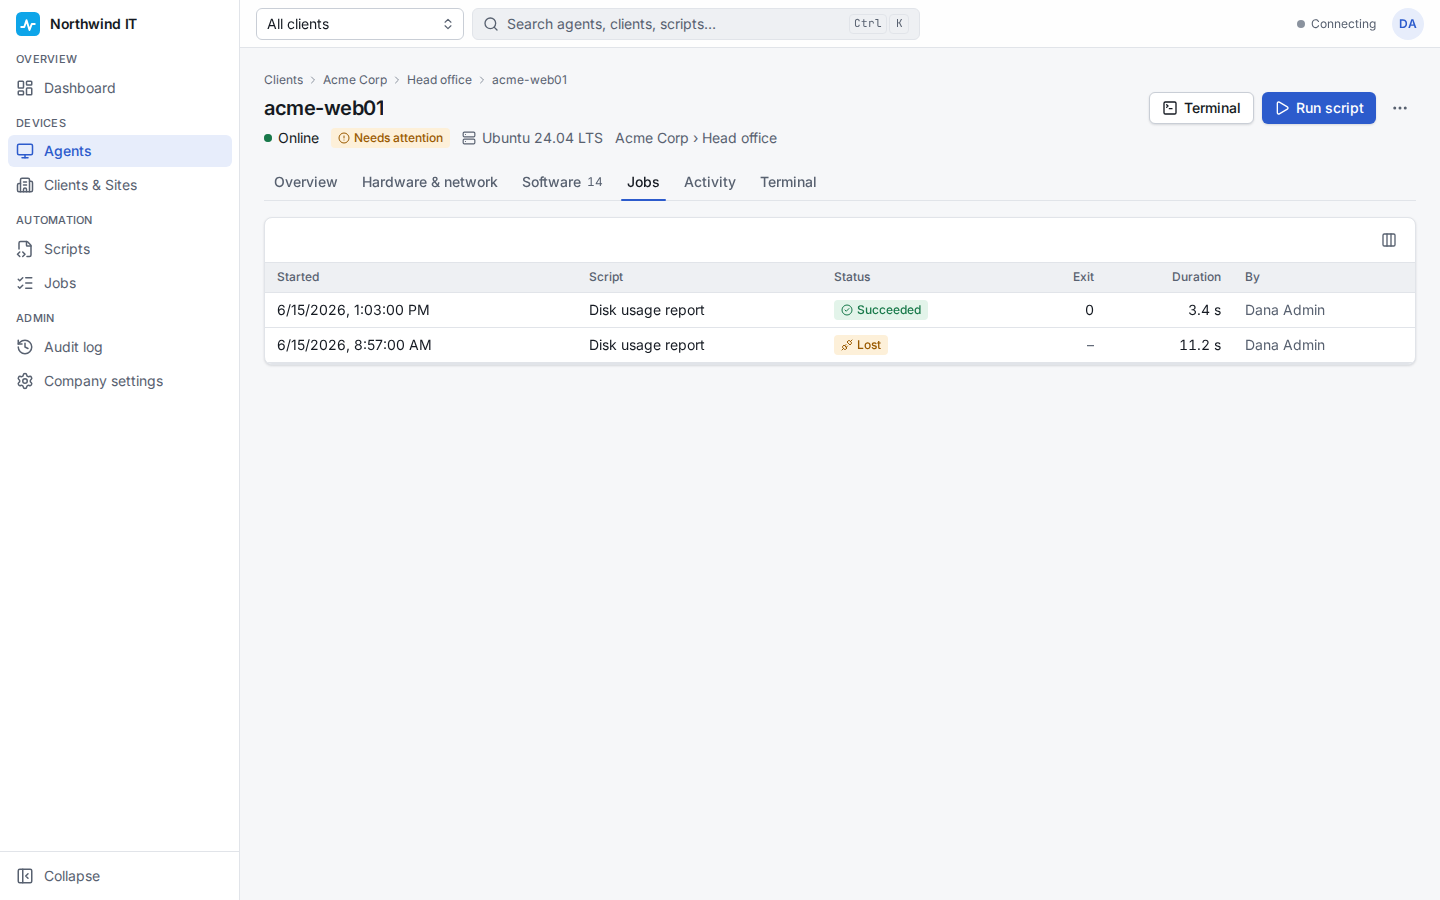 Northwind IT
OVERVIEW
Dashboard
DEVICES
Agents
Clients & Sites
AUTOMATION
Scripts
Jobs
ADMIN
Audit log
Company settings
Collapse
All clients
Search agents, clients, scripts... Ctrl K
Connecting
DA
Clients > Acme Corp > Head office > acme-web01
acme-web01
Online Needs attention Ubuntu 24.04 LTS Acme Corp › Head office
Terminal Run script
Overview Hardware & network Software 14 Jobs Activity Terminal
Started Script Status Exit Duration By
6/15/2026, 1:03:00 PM Disk usage report Succeeded 0 3.4 s Dana Admin
6/15/2026, 8:57:00 AM Disk usage report Lost – 11.2 s Dana Admin